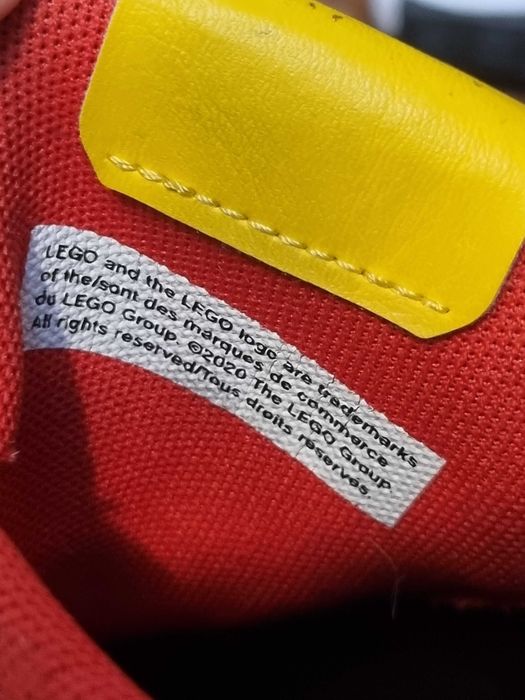 LEGO and the LEGO logo are trademarks
of the/sont des marques de commerce
du LEGO Group. ©2020 The LEGO Group.
All rights reserved/Tous droits réservés.